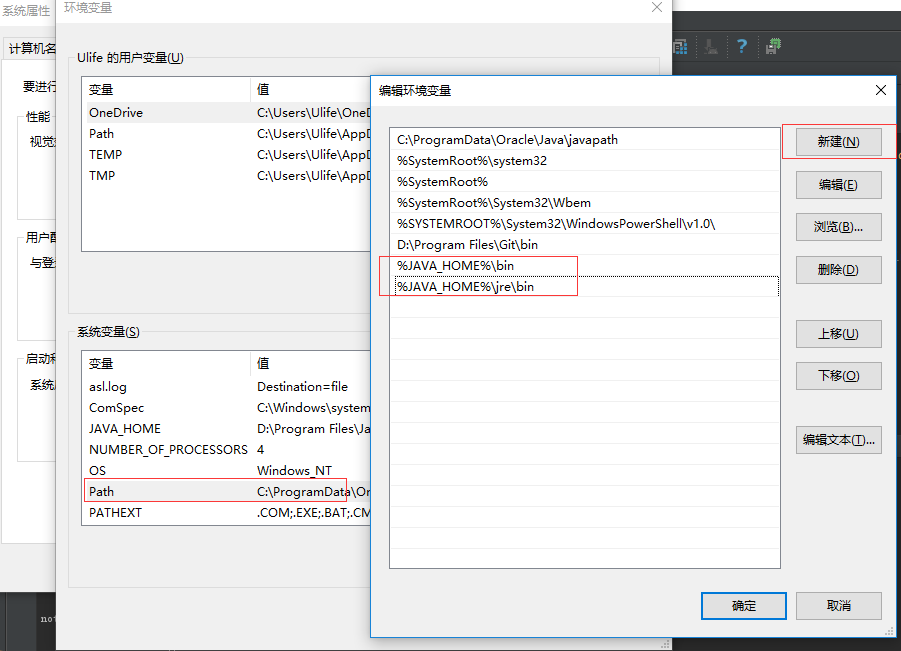 系统属性
环境变量
计算机名
要进行
性能
视觉
用户配
与登
启动和
系统
Ulife 的用户变量(U)
变量 值
OneDrive C:\Users\Ulife\OneD
Path C:\Users\Ulife\AppD
TEMP C:\Users\Ulife\AppD
TMP C:\Users\Ulife\AppD
系统变量(S)
变量 值
asl.log Destination=file
ComSpec C:\Windows\system
JAVA_HOME D:\Program Files\Ja
NUMBER_OF_PROCESSORS 4
OS Windows_NT
Path C:\ProgramData\Or
PATHEXT .COM;.EXE;.BAT;.CM
编辑环境变量
C:\ProgramData\Oracle\Java\javapath
%SystemRoot%\system32
%SystemRoot%
%SystemRoot%\System32\Wbem
%SYSTEMROOT%\System32\WindowsPowerShell\v1.0\
D:\Program Files\Git\bin
%JAVA_HOME%\bin
%JAVA_HOME%\jre\bin
新建(N)
编辑(E)
浏览(B)...
删除(D)
上移(U)
下移(O)
编辑文本(T)...
确定
取消